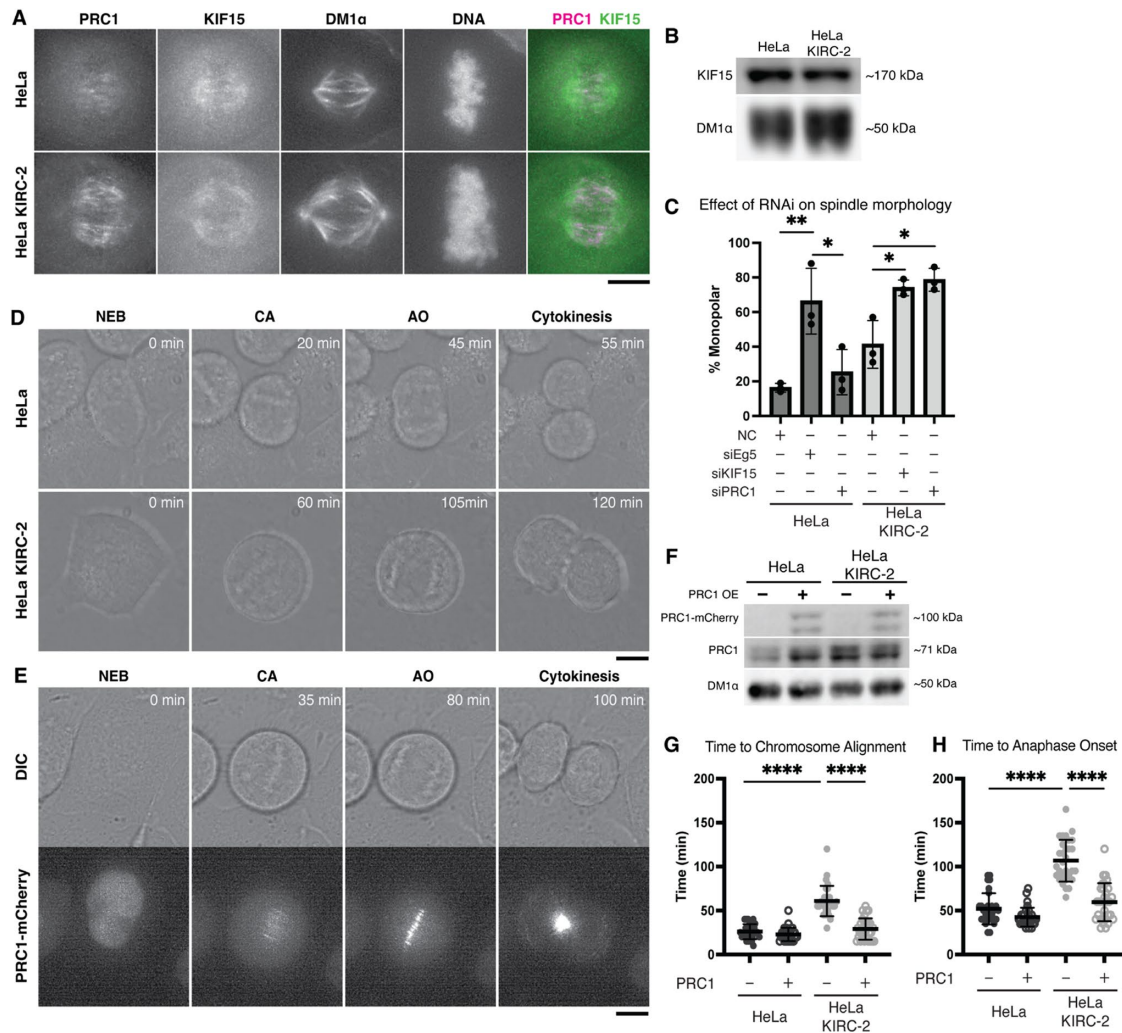 A
PRC1 KIF15 DM1α DNA PRC1 KIF15
HeLa
HeLa KIRC-2
B
HeLa HeLa
KIRC-2
KIF15 ~170 kDa
DM1α ~50 kDa
C Effect of RNAi on spindle morphology
** * * *
% Monopolar
100
80
60
40
20
0
NC + − − + − −
siEg5 − + − − − −
siKIF15 − − − − + −
siPRC1 − − + − − +
HeLa HeLa
KIRC-2
D
NEB CA AO Cytokinesis
HeLa
0 min 20 min 45 min 55 min
HeLa KIRC-2
0 min 60 min 105min 120 min
E
NEB CA AO Cytokinesis
DIC
0 min 35 min 80 min 100 min
PRC1-mCherry
F
HeLa HeLa
KIRC-2
PRC1 OE − + − +
PRC1-mCherry ~100 kDa
PRC1 ~71 kDa
DM1α ~50 kDa
G Time to Chromosome Alignment
**** ****
Time (min)
200
150
100
50
0
PRC1 − + − +
HeLa HeLa
KIRC-2
H Time to Anaphase Onset
**** ****
Time (min)
200
150
100
50
0
− + − +
HeLa HeLa
KIRC-2